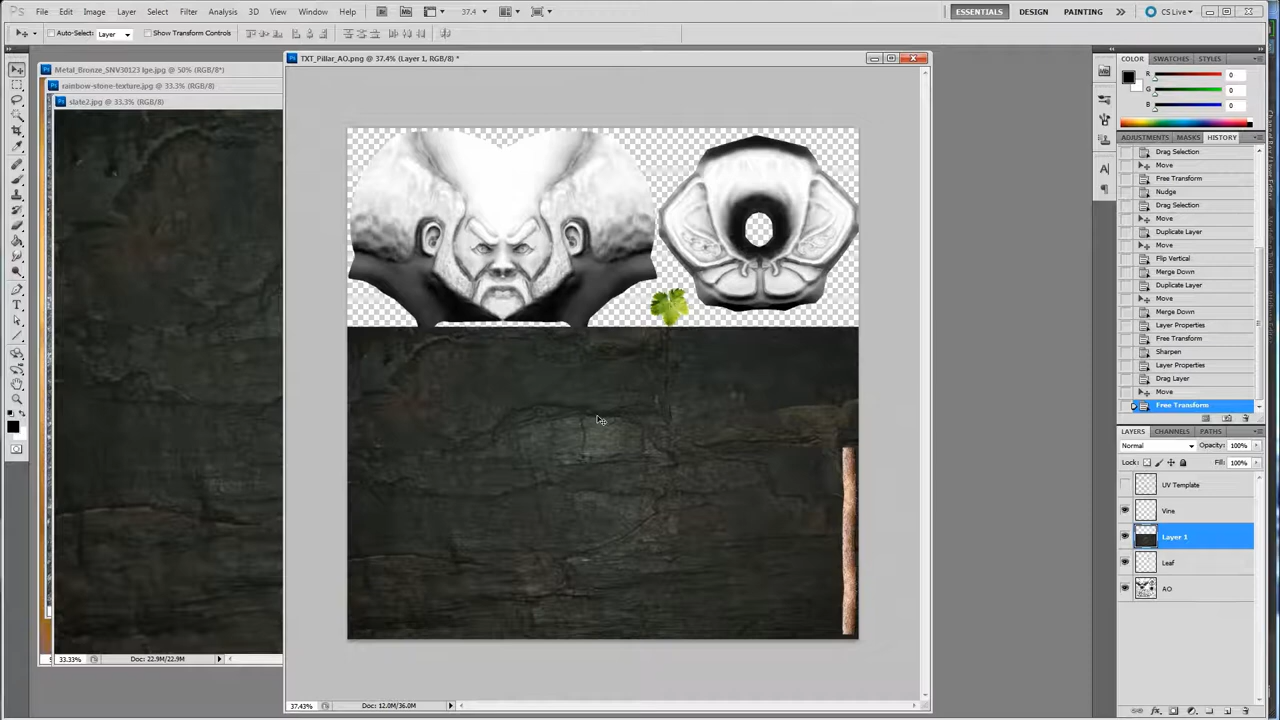 Ps File Edit Image Layer Select Filter Analysis 3D View Window Help Br Mb 37.4 ESSENTIALS DESIGN PAINTING >> CS Live
Auto-Select: Layer Show Transform Controls
Metal_Bronze_SNV30123 lge.jpg @ 50% (RGB/8*)
rainbow-stone-texture.jpg @ 33.3% (RGB/8)
slate2.jpg @ 33.3% (RGB/8)
33.33% Doc: 22.9M/22.9M
TXT_Pillar_AO.png @ 37.4% (Layer 1, RGB/8) *
37.43% Doc: 12.0M/36.0M
COLOR SWATCHES STYLES
R 0
G 0
B 0
ADJUSTMENTS MASKS HISTORY
Drag Selection
Move
Free Transform
Nudge
Drag Selection
Move
Duplicate Layer
Move
Flip Vertical
Merge Down
Duplicate Layer
Move
Merge Down
Layer Properties
Free Transform
Sharpen
Layer Properties
Drag Layer
Move
Free Transform
LAYERS CHANNELS PATHS
Normal Opacity: 100%
Lock: Fill: 100%
UV Template
Vine
Layer 1
Leaf
AO